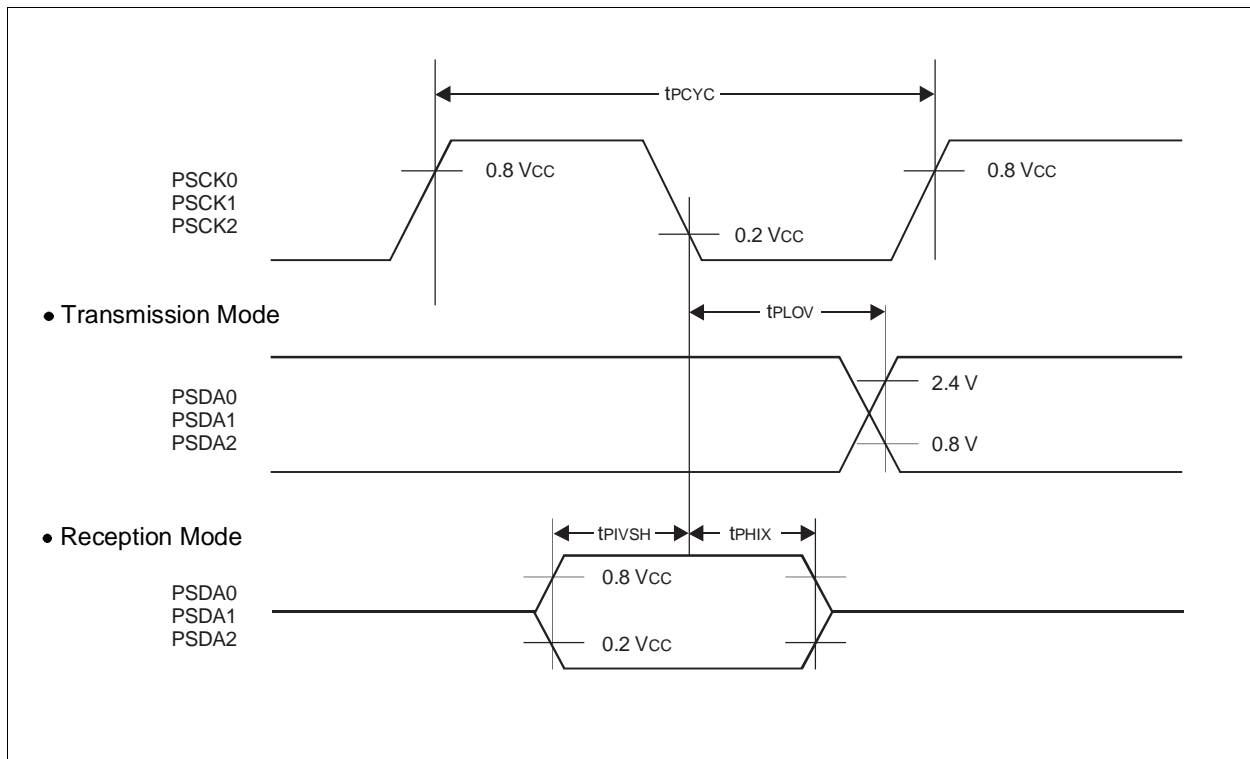 tPCYC
PSCK0
PSCK1
PSCK2
0.8 VCC
0.8 VCC
0.2 VCC
• Transmission Mode
tPLOV
PSDA0
PSDA1
PSDA2
2.4 V
0.8 V
• Reception Mode
tPIVSH
tPHIX
PSDA0
PSDA1
PSDA2
0.8 VCC
0.2 VCC